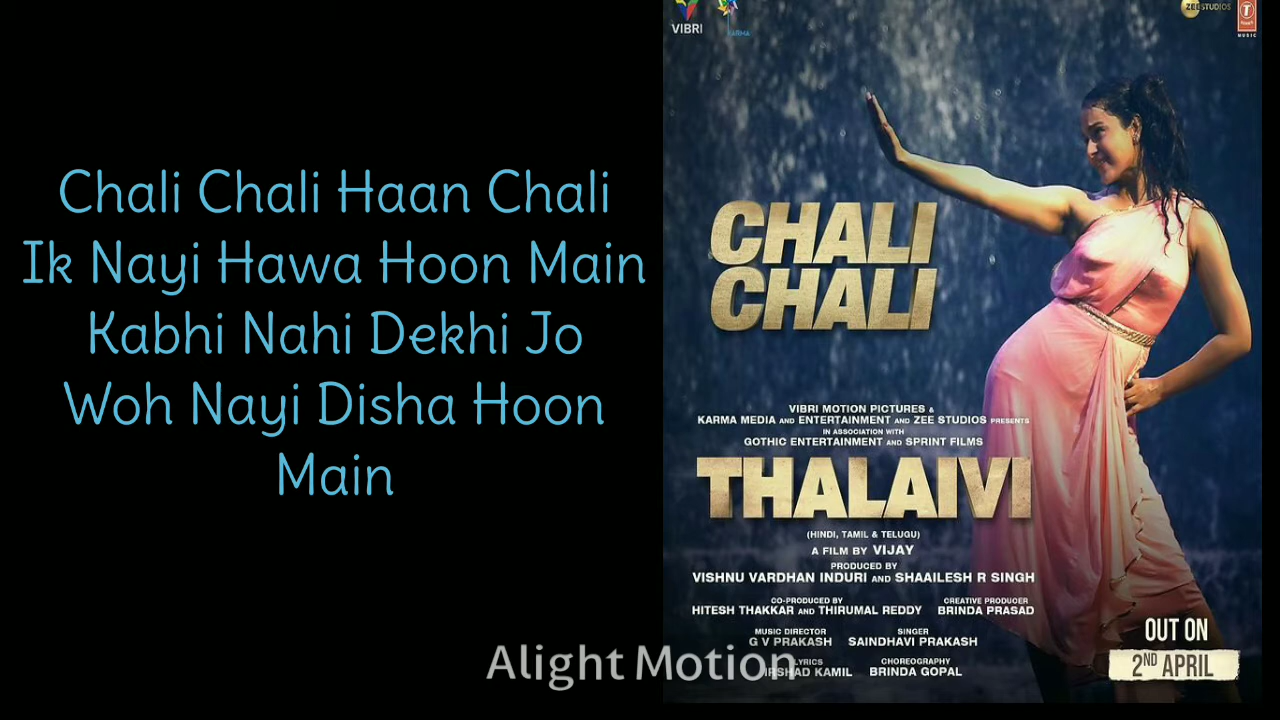 Chali Chali Haan Chali
Ik Nayi Hawa Hoon Main
Kabhi Nahi Dekhi Jo
Woh Nayi Disha Hoon
Main
VIBRI
ZEE STUDIOS
MUSIC
CHALI
CHALI
VIBRI MOTION PICTURES &
KARMA MEDIA AND ENTERTAINMENT AND ZEE STUDIOS PRESENTS
IN ASSOCIATION WITH
GOTHIC ENTERTAINMENT AND SPRINT FILMS
THALAIVI
(HINDI, TAMIL & TELUGU)
A FILM BY VIJAY
PRODUCED BY
VISHNU VARDHAN INDURI AND SHAAILESH R SINGH
CO-PRODUCED BY CREATIVE PRODUCER
HITESH THAKKAR AND THIRUMAL REDDY BRINDA PRASAD
MUSIC DIRECTOR SINGER
G V PRAKASH SAINDHAVI PRAKASH
CHOREOGRAPHY
KAMIL BRINDA GOPAL
OUT ON
2ND APRIL
Alight Motion